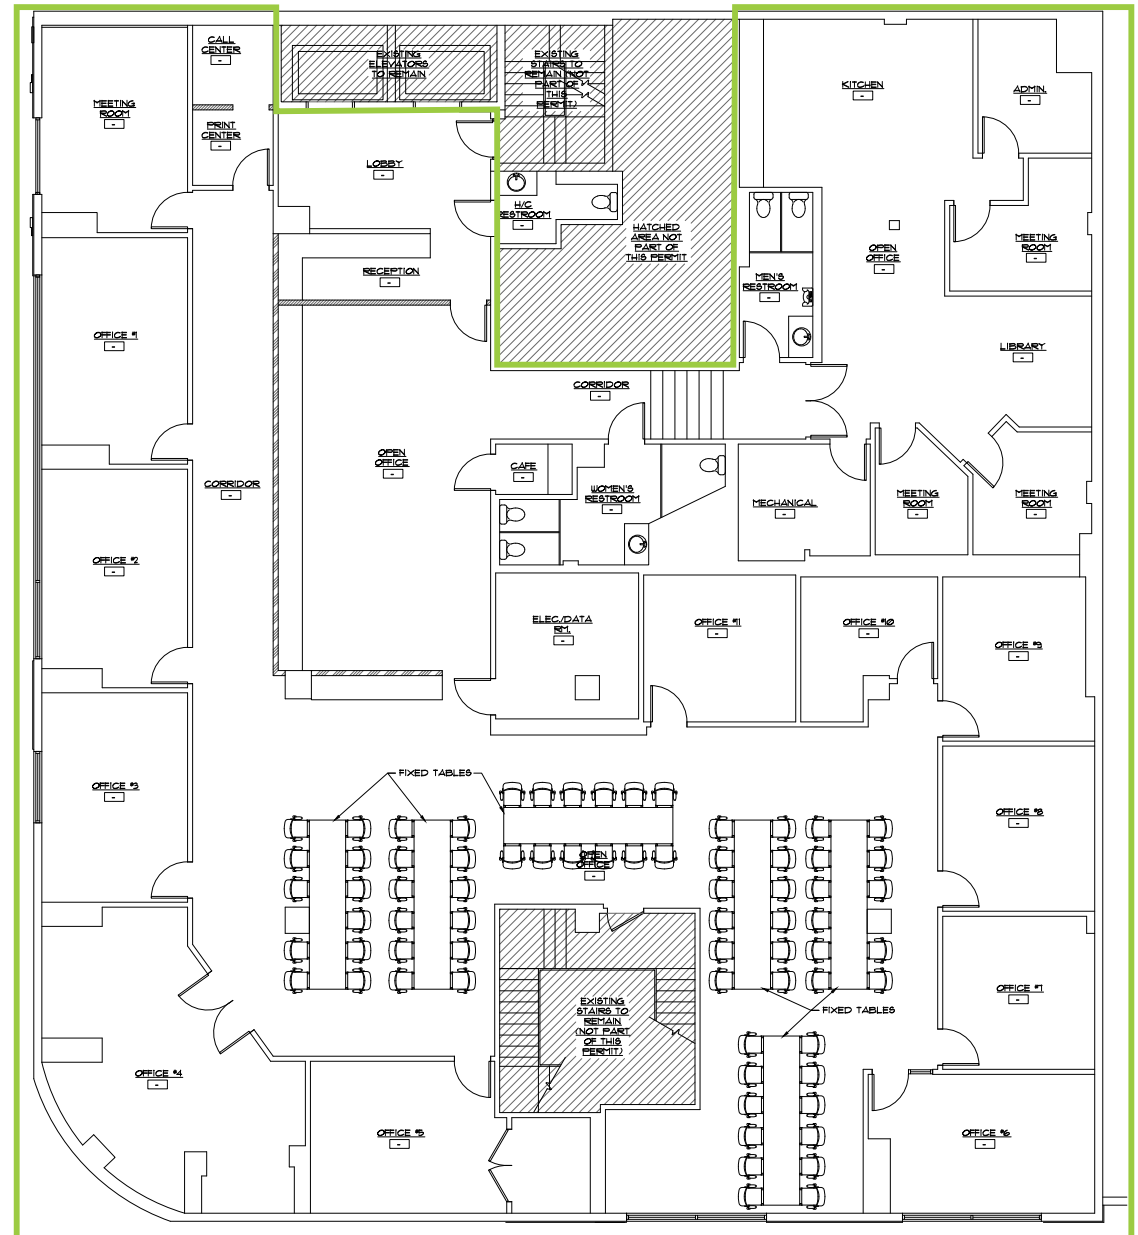 CALL
CENTER
-
MEETING
ROOM
-
PRINT
CENTER
-
EXISTING
ELEVATORS
TO REMAIN
EXISTING
STAIRS TO
REMAIN (NOT
PART OF
THIS
PERMIT)
KITCHEN
-
ADMIN.
-
LOBBY
-
H/C
RESTROOM
-
HATCHED
AREA NOT
PART OF
THIS PERMIT
MEN'S
RESTROOM
-
OPEN
OFFICE
-
MEETING
ROOM
-
RECEPTION
-
OFFICE #1
-
LIBRARY
-
CORRIDOR
-
OPEN
OFFICE
-
CAFE
-
CORRIDOR
-
WOMEN'S
RESTROOM
-
MECHANICAL
-
MEETING
ROOM
-
MEETING
ROOM
-
OFFICE #2
-
ELEC./DATA
RM.
-
OFFICE #11
-
OFFICE #10
-
OFFICE #9
-
OFFICE #3
-
FIXED TABLES
OPEN
OFFICE
-
OFFICE #8
-
EXISTING
STAIRS TO
REMAIN
(NOT PART
OF THIS
PERMIT)
FIXED TABLES
OFFICE #7
-
OFFICE #4
-
OFFICE #5
-
OFFICE #6
-